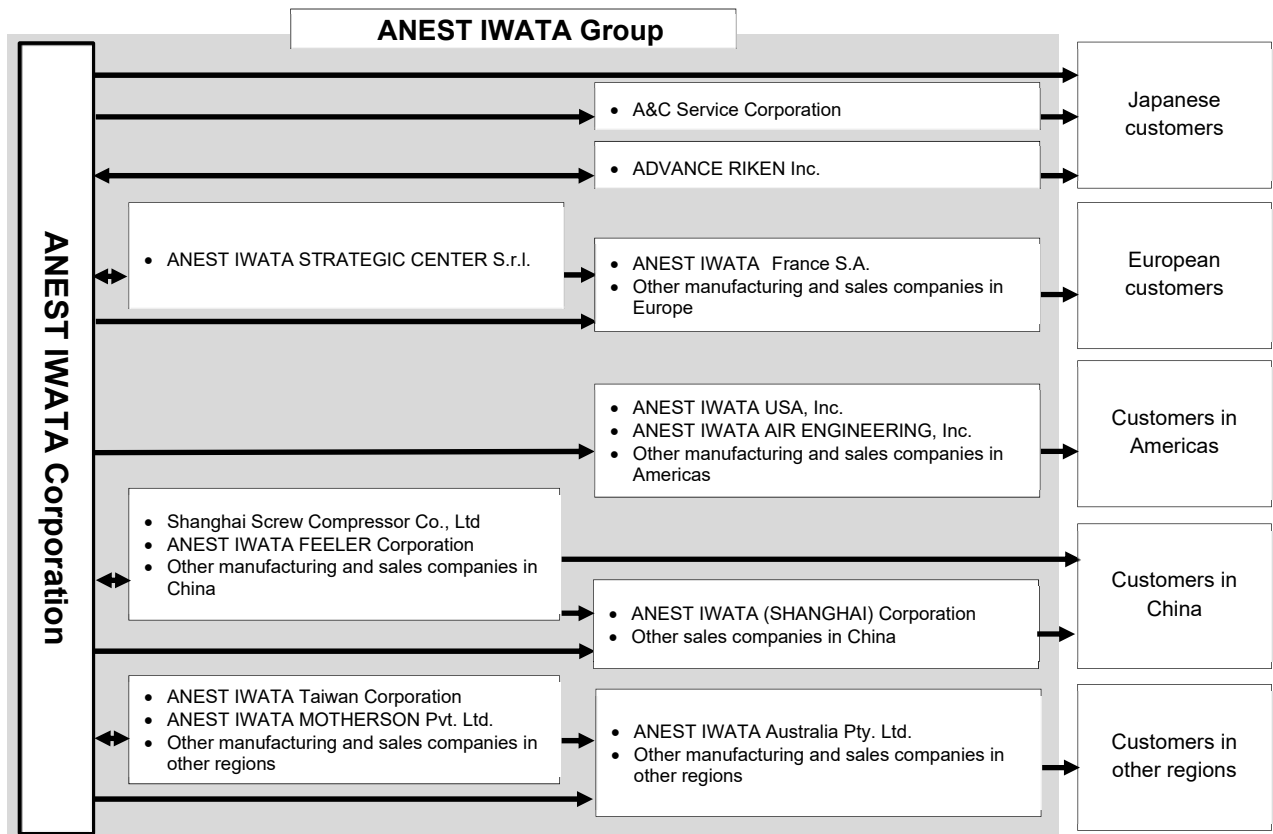 ANEST IWATA Group
ANEST IWATA Corporation
• A&C Service Corporation
• ADVANCE RIKEN Inc.
Japanese
customers
• ANEST IWATA STRATEGIC CENTER S.r.l.
• ANEST IWATA France S.A.
• Other manufacturing and sales companies in
Europe
European
customers
• ANEST IWATA USA, Inc.
• ANEST IWATA AIR ENGINEERING, Inc.
• Other manufacturing and sales companies in
Americas
Customers in
Americas
• Shanghai Screw Compressor Co., Ltd
• ANEST IWATA FEELER Corporation
• Other manufacturing and sales companies in
China
• ANEST IWATA (SHANGHAI) Corporation
• Other sales companies in China
Customers in
China
• ANEST IWATA Taiwan Corporation
• ANEST IWATA MOTHERSON Pvt. Ltd.
• Other manufacturing and sales companies in
other regions
• ANEST IWATA Australia Pty. Ltd.
• Other manufacturing and sales companies in
other regions
Customers in
other regions